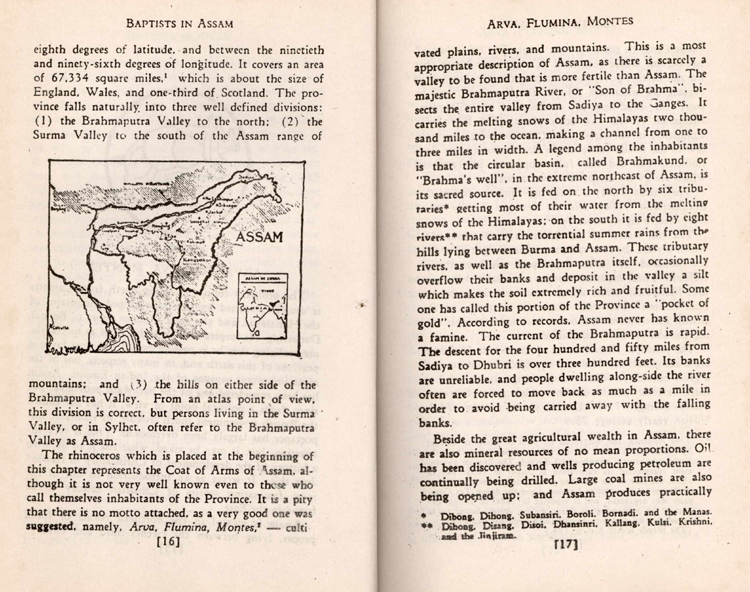 BAPTISTS IN ASSAM
eighth degrees of latitude, and between the ninetieth
and ninety-sixth degrees of longitude. It covers an area
of 67,334 square miles,¹ which is about the size of
England, Wales, and one-third of Scotland. The pro-
vince falls naturally into three well defined divisions:
(1) the Brahmaputra Valley to the north; (2) the
Surma Valley to the south of the Assam range of
ASSAM
mountains; and (3) the hills on either side of the
Brahmaputra Valley. From an atlas point of view,
this division is correct, but persons living in the Surma
Valley, or in Sylhet, often refer to the Brahmaputra
Valley as Assam.
The rhinoceros which is placed at the beginning of
this chapter represents the Coat of Arms of Assam, al-
though it is not very well known even to those who
call themselves inhabitants of the Province. It is a pity
that there is no motto attached, as a very good one was
suggested, namely, Arva, Flumina, Montes,² — culti
[16]
ARVA, FLUMINA, MONTES
vated plains, rivers, and mountains. This is a most
appropriate description of Assam, as there is scarcely a
valley to be found that is more fertile than Assam. The
majestic Brahmaputra River, or "Son of Brahma", bi-
sects the entire valley from Sadiya to the Ganges. It
carries the melting snows of the Himalayas two thou-
sand miles to the ocean, making a channel from one to
three miles in width. A legend among the inhabitants
is that the circular basin, called Brahmakund, or
"Brahma's well", in the extreme northeast of Assam, is
its sacred source. It is fed on the north by six tribu-
taries* getting most of their water from the melting
snows of the Himalayas; on the south it is fed by eight
rivers** that carry the torrential summer rains from the
hills lying between Burma and Assam. These tributary
rivers, as well as the Brahmaputra itself, occasionally
overflow their banks and deposit in the valley a silt
which makes the soil extremely rich and fruitful. Some
one has called this portion of the Province a "pocket of
gold". According to records, Assam never has known
a famine. The current of the Brahmaputra is rapid.
The descent for the four hundred and fifty miles from
Sadiya to Dhubri is over three hundred feet. Its banks
are unreliable, and people dwelling along-side the river
often are forced to move back as much as a mile in
order to avoid being carried away with the falling
banks.
Beside the great agricultural wealth in Assam, there
are also mineral resources of no mean proportions. Oil
has been discovered and wells producing petroleum are
continually being drilled. Large coal mines are also
being opened up; and Assam produces practically
* Dibong, Dihong, Subansiri, Boroli, Bornadi, and the Manas.
** Dibong, Disang, Disoi, Dhansinri, Kallang, Kulsi, Krishni,
and the Jinjiram.
[17]